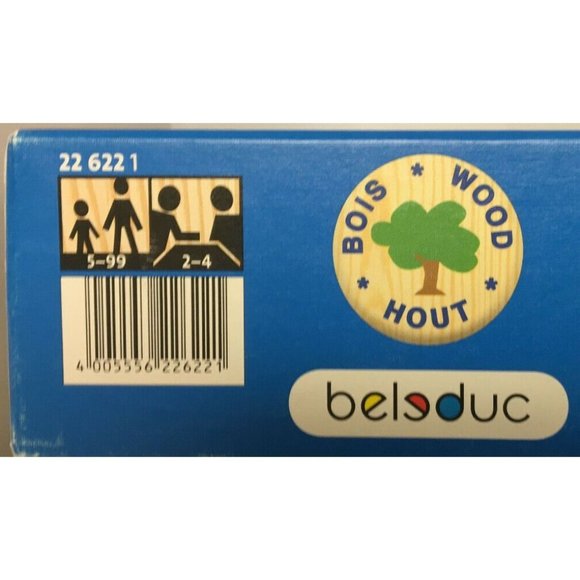 22 622 1
5–99
2–4
4 005556 226221
BOIS * WOOD * HOUT *
beleduc